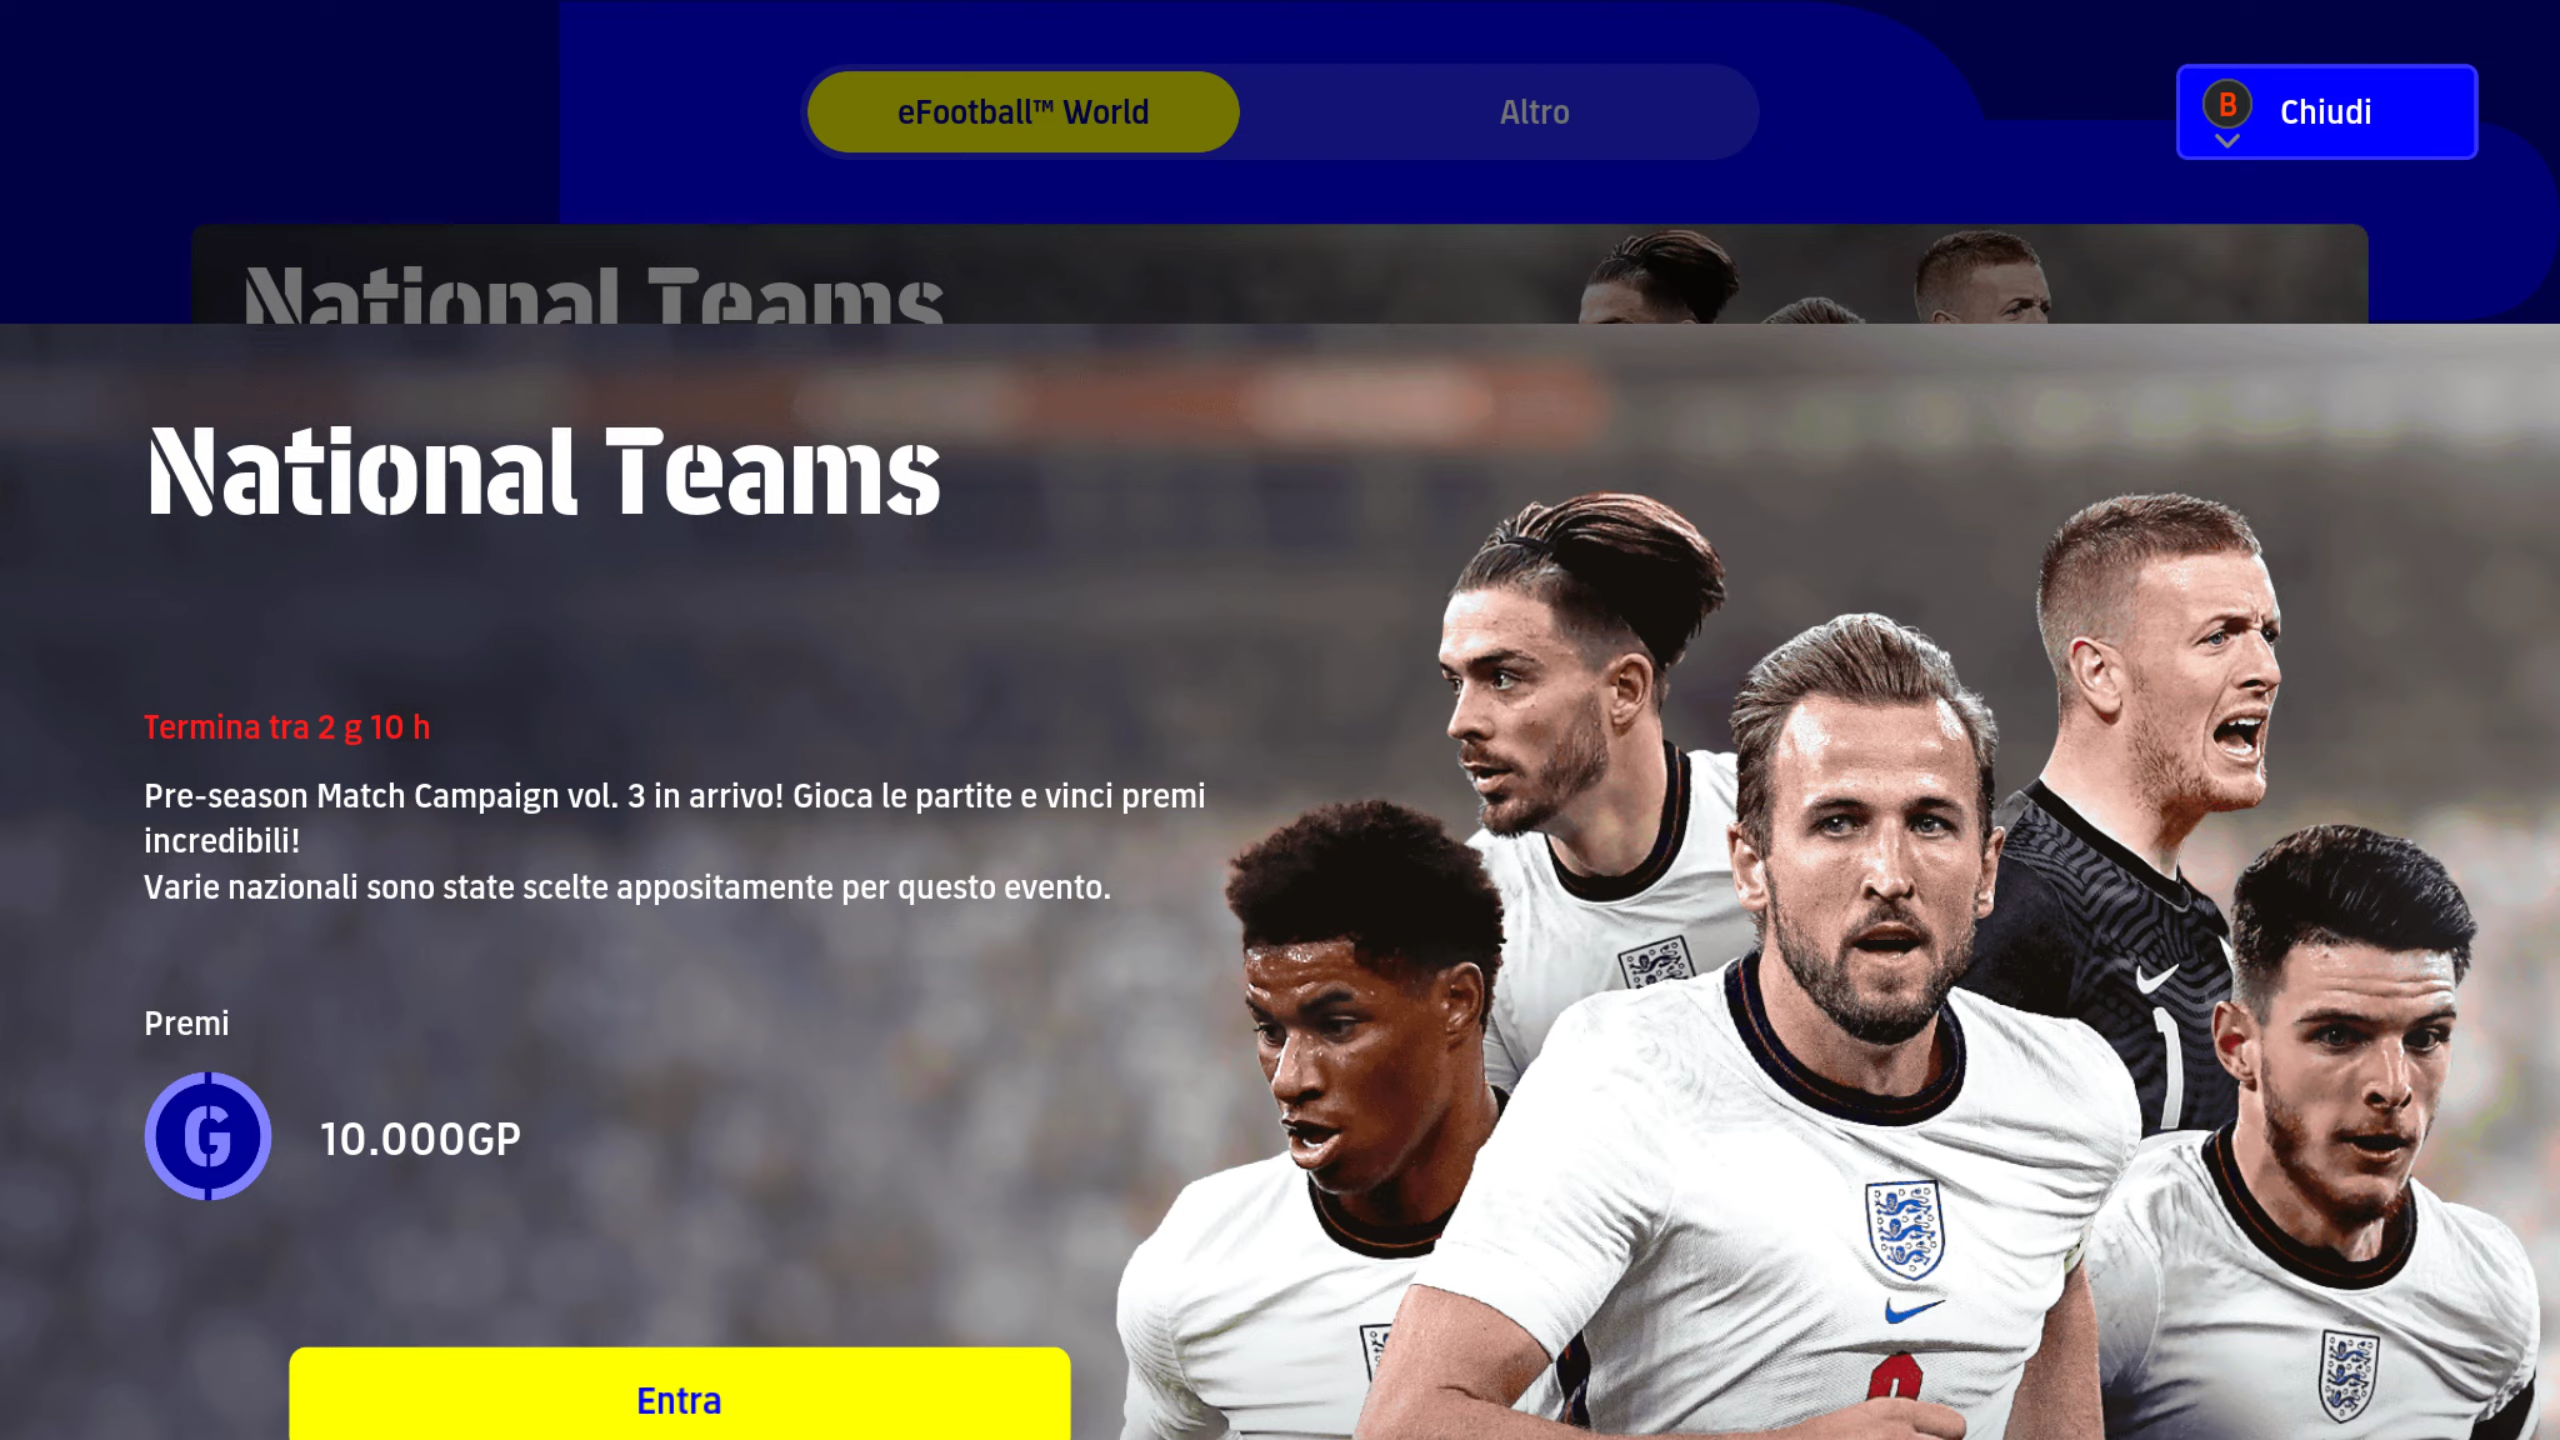 eFootball™ World
Altro
B
Chiudi
National Teams
National Teams
Termina tra 2 g 10 h
Pre-season Match Campaign vol. 3 in arrivo! Gioca le partite e vinci premi
incredibili!
Varie nazionali sono state scelte appositamente per questo evento.
1
Premi
G
10.000GP
Entra